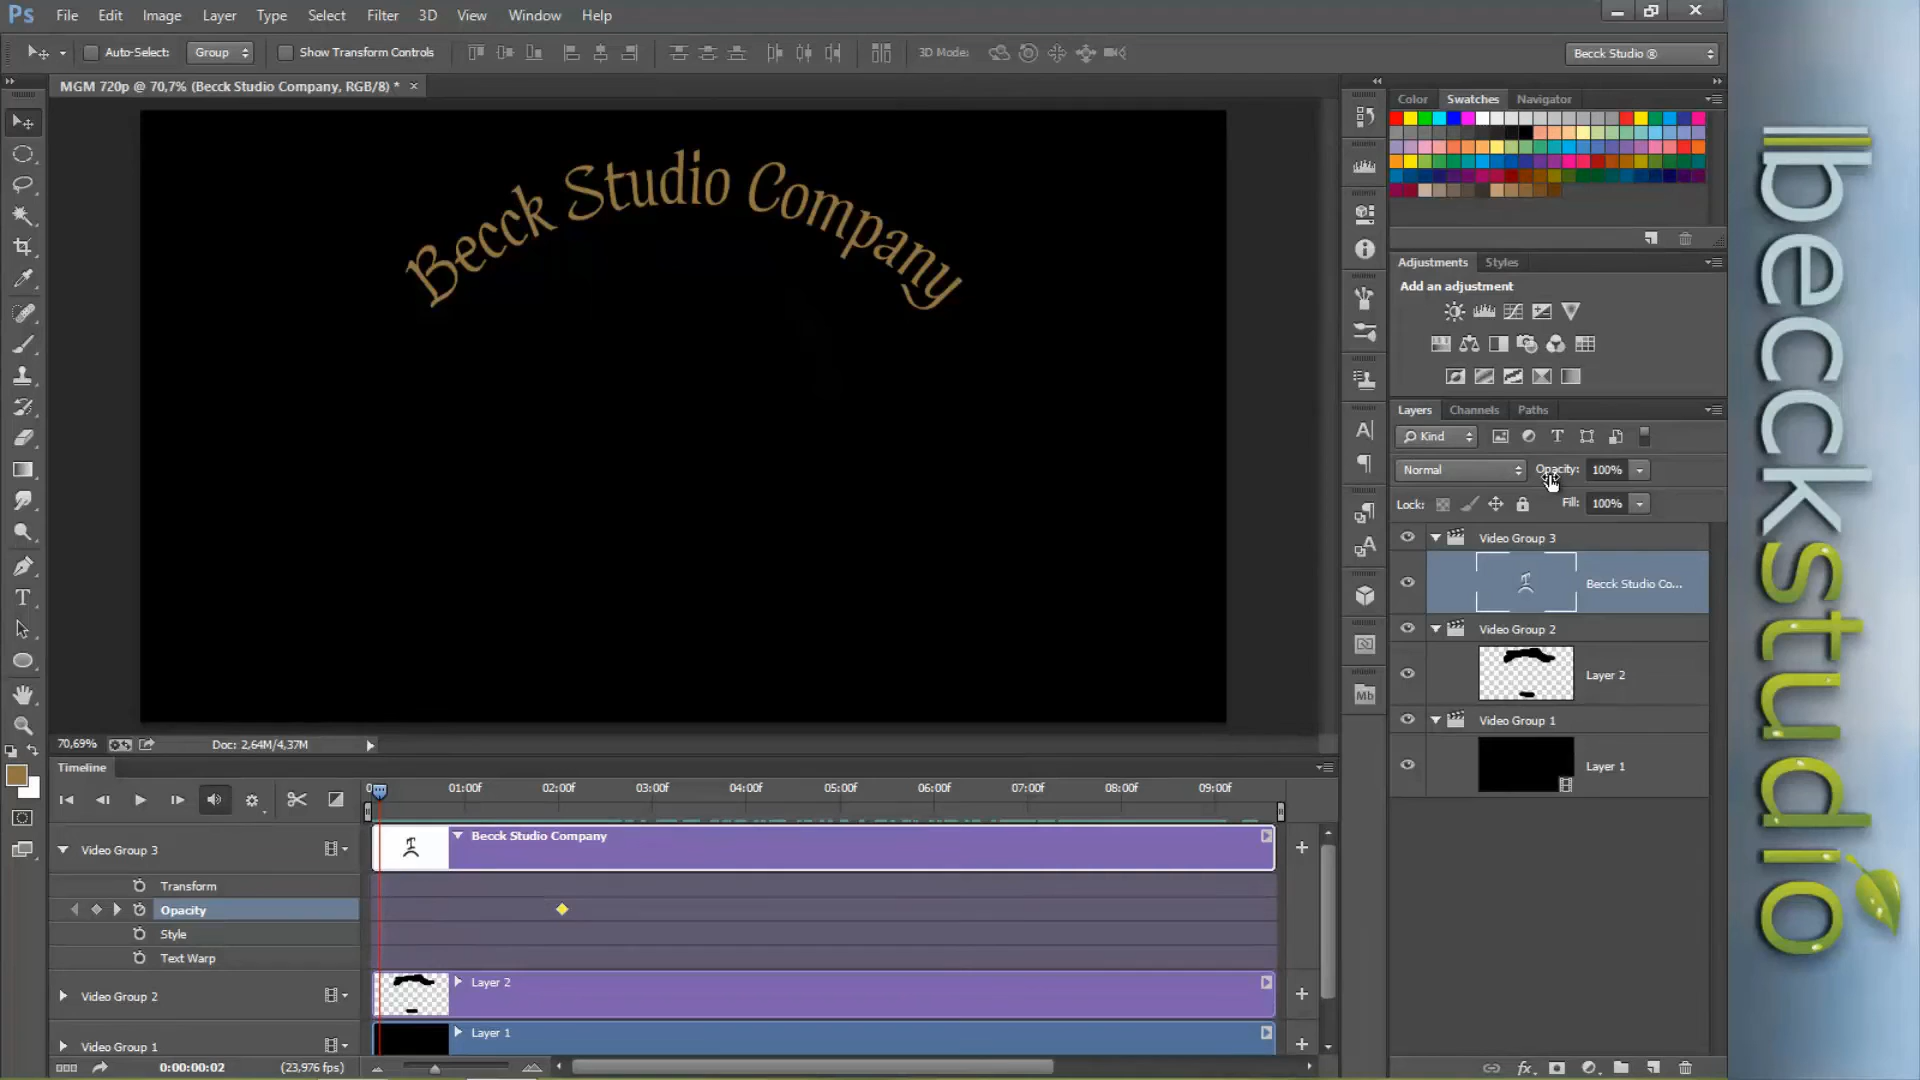 Ps File Edit Image Layer Type Select Filter 3D View Window Help
Auto-Select: Group Show Transform Controls 3D Mode: Becck Studio ®
MGM 720p @ 70,7% (Becck Studio Company, RGB/8) * ×
Becck Studio Company
70,69% Doc: 2,64M/4,37M
Color Swatches Navigator
Adjustments Styles
Add an adjustment
Layers Channels Paths
Kind
Normal Opacity: 100%
Lock: Fill: 100%
Video Group 3
Becck Studio Co...
Video Group 2
Layer 2
Video Group 1
Layer 1
Mb
Timeline
01:00f 02:00f 03:00f 04:00f 05:00f 06:00f 07:00f 08:00f 09:00f
Video Group 3 Becck Studio Company
Transform
Opacity
Style
Text Warp
Video Group 2 Layer 2
Video Group 1 Layer 1
0:00:00:02 (23,976 fps)
fx
becckstudio